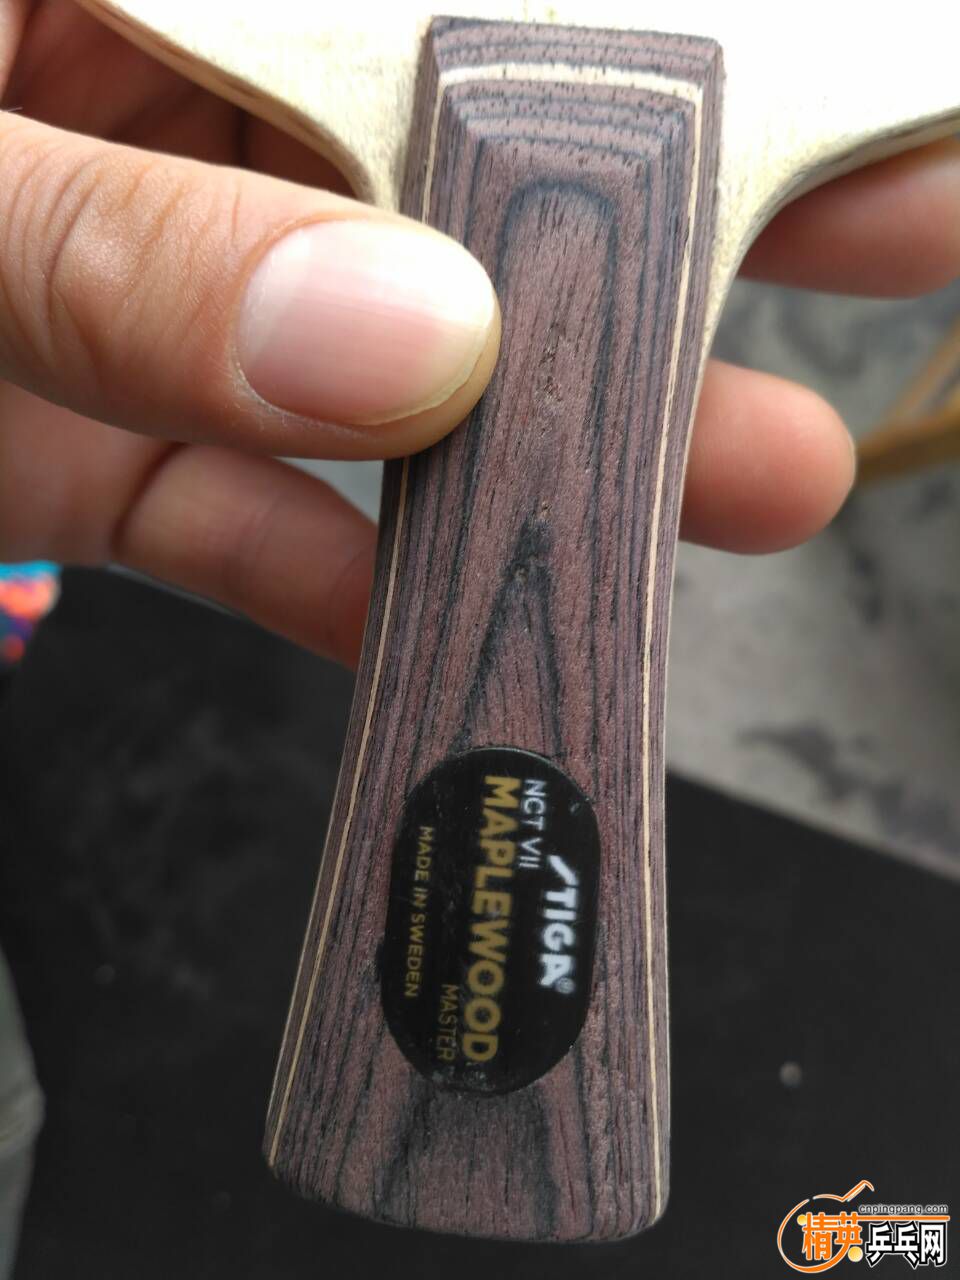 STIGA®
NCT VII
MAPLEWOOD
MASTER
MADE IN SWEDEN
cnpingpang.com
精英乒乓网